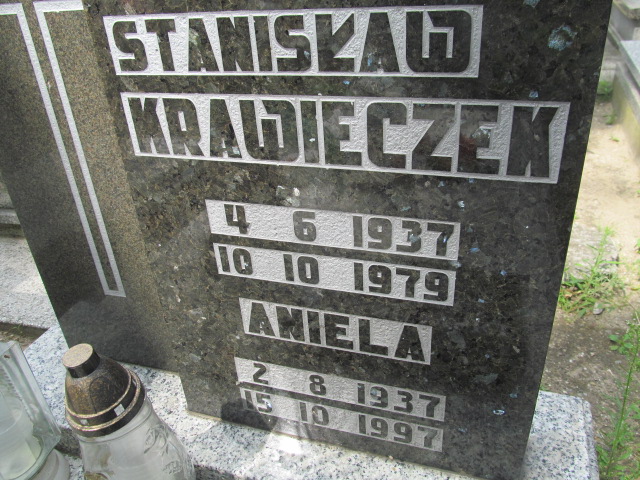 STANISŁAW
KRAWIECZEK
4 6 1937
10 10 1979
ANIELA
2 8 1937
15 10 1997